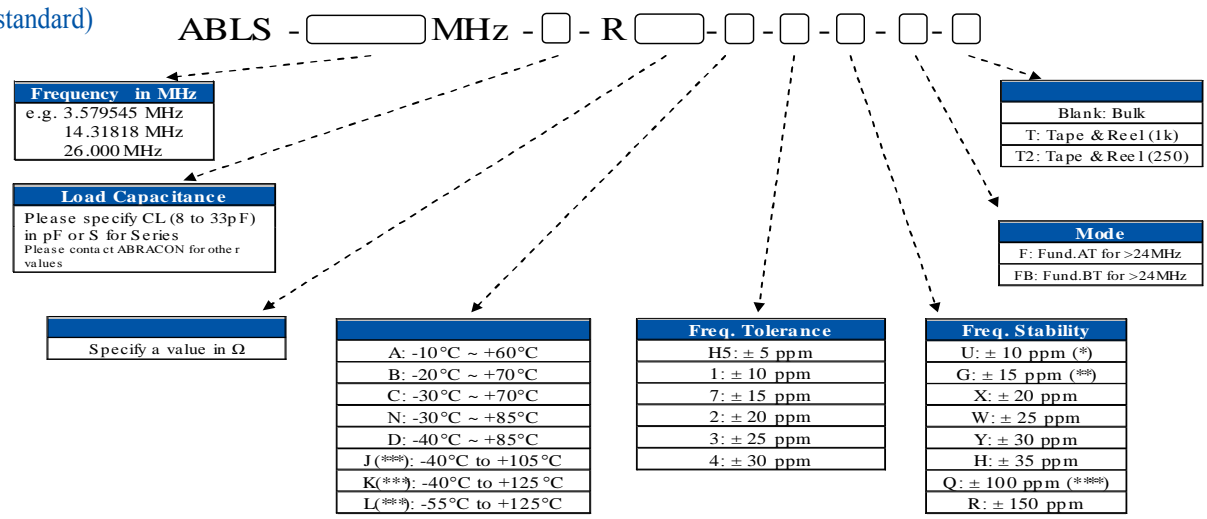 standard)
ABLS - MHz - - R - - - - -
Frequency in MHz
e.g. 3.579545 MHz
14.31818 MHz
26.000 MHz
Load Capacitance
Please specify CL (8 to 33pF)
in pF or S for Series
Please contact ABRACON for other
values
Specify a value in Ω
A: -10°C ~ +60°C
B: -20°C ~ +70°C
C: -30°C ~ +70°C
N: -30°C ~ +85°C
D: -40°C ~ +85°C
J(***): -40°C to +105°C
K(***): -40°C to +125°C
L(***): -55°C to +125°C
Freq. Tolerance
H5: ± 5 ppm
1: ± 10 ppm
7: ± 15 ppm
2: ± 20 ppm
3: ± 25 ppm
4: ± 30 ppm
Freq. Stability
U: ± 10 ppm (*)
G: ± 15 ppm (**)
X: ± 20 ppm
W: ± 25 ppm
Y: ± 30 ppm
H: ± 35 ppm
Q: ± 100 ppm (****)
R: ± 150 ppm
Mode
F: Fund.AT for >24MHz
FB: Fund.BT for >24MHz
Blank: Bulk
T: Tape & Reel (1k)
T2: Tape & Reel (250)